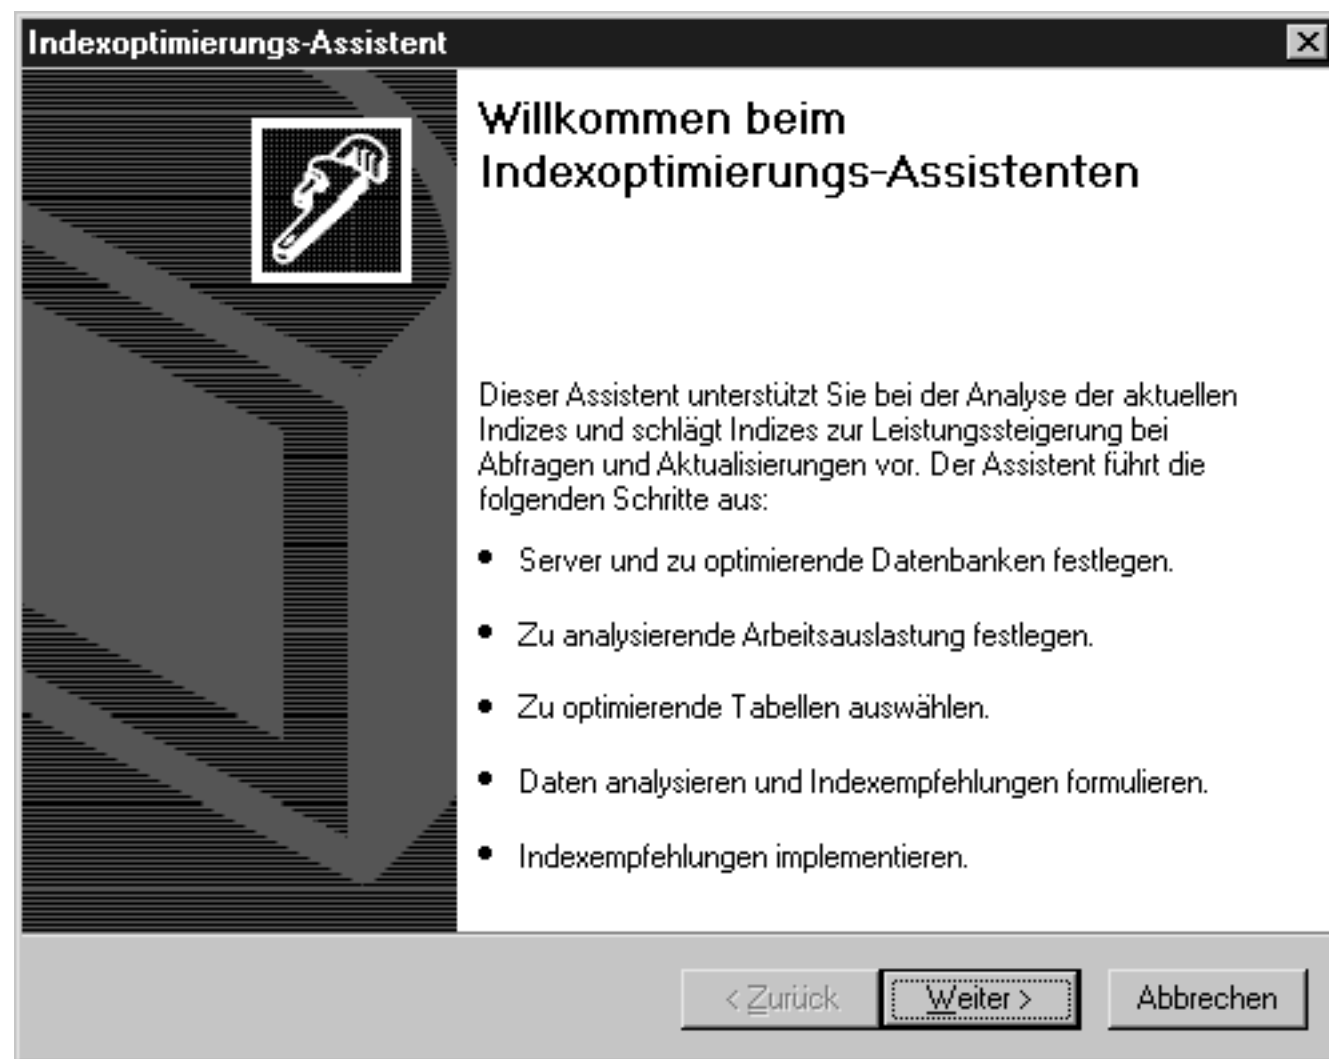 Indexoptimierungs-Assistent
Willkommen beim
Indexoptimierungs-Assistenten
Dieser Assistent unterstützt Sie bei der Analyse der aktuellen
Indizes und schlägt Indizes zur Leistungssteigerung bei
Abfragen und Aktualisierungen vor. Der Assistent führt die
folgenden Schritte aus:
• Server und zu optimierende Datenbanken festlegen.
• Zu analysierende Arbeitsauslastung festlegen.
• Zu optimierende Tabellen auswählen.
• Daten analysieren und Indexempfehlungen formulieren.
• Indexempfehlungen implementieren.
< Zurück Weiter > Abbrechen